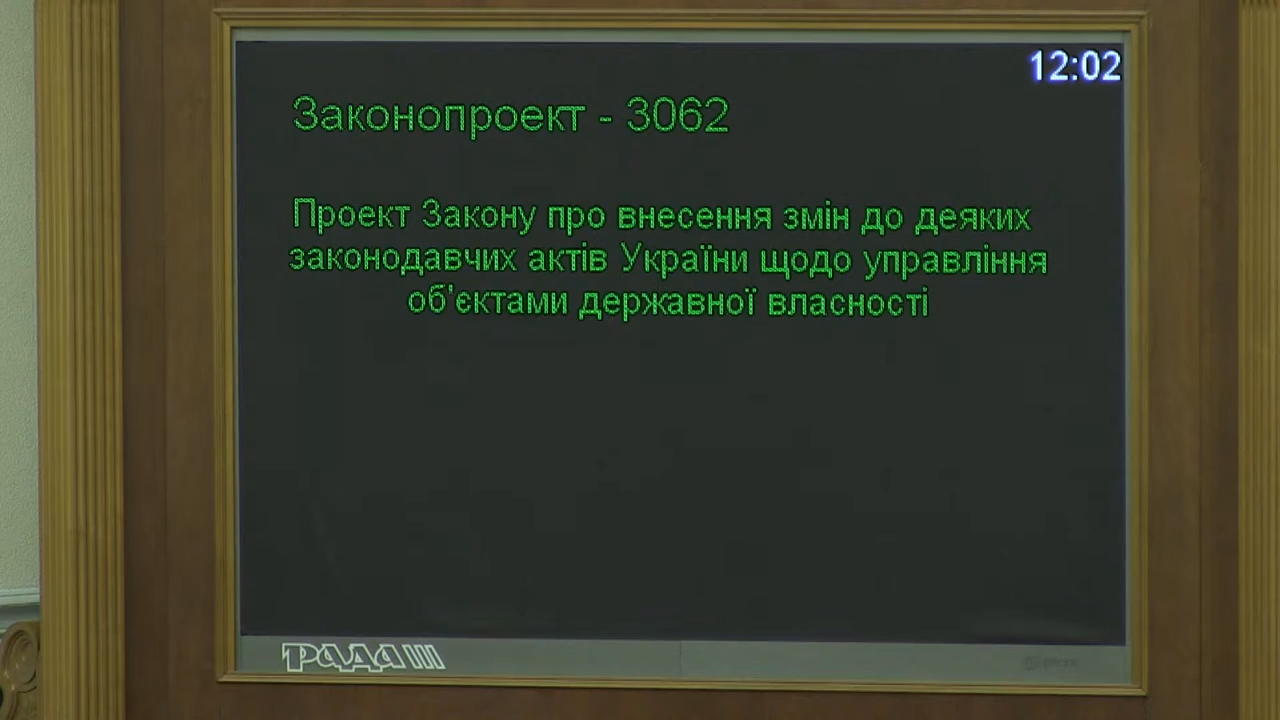 12:02
Законопроект - 3062
Проект Закону про внесення змін до деяких
законодавчих актів України щодо управління
об'єктами державної власності
РАДА III